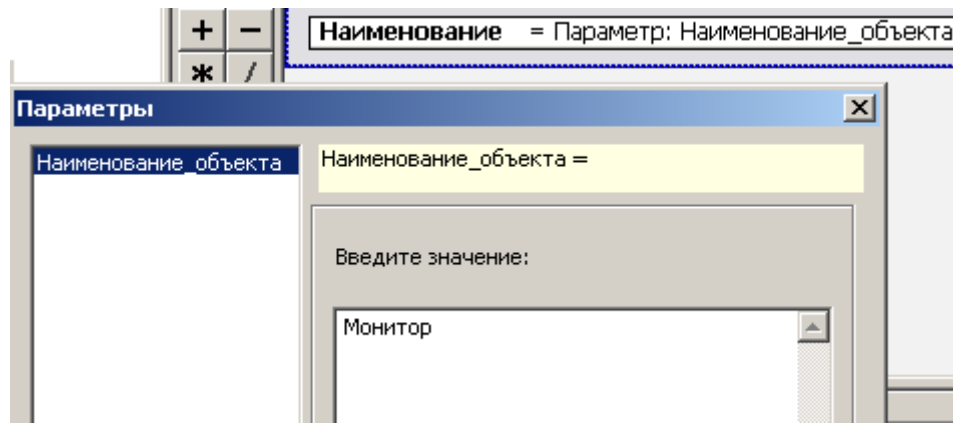 + −
Наименование = Параметр: Наименование_объекта
* /
Параметры
Наименование_объекта
Наименование_объекта =
Введите значение:
Монитор